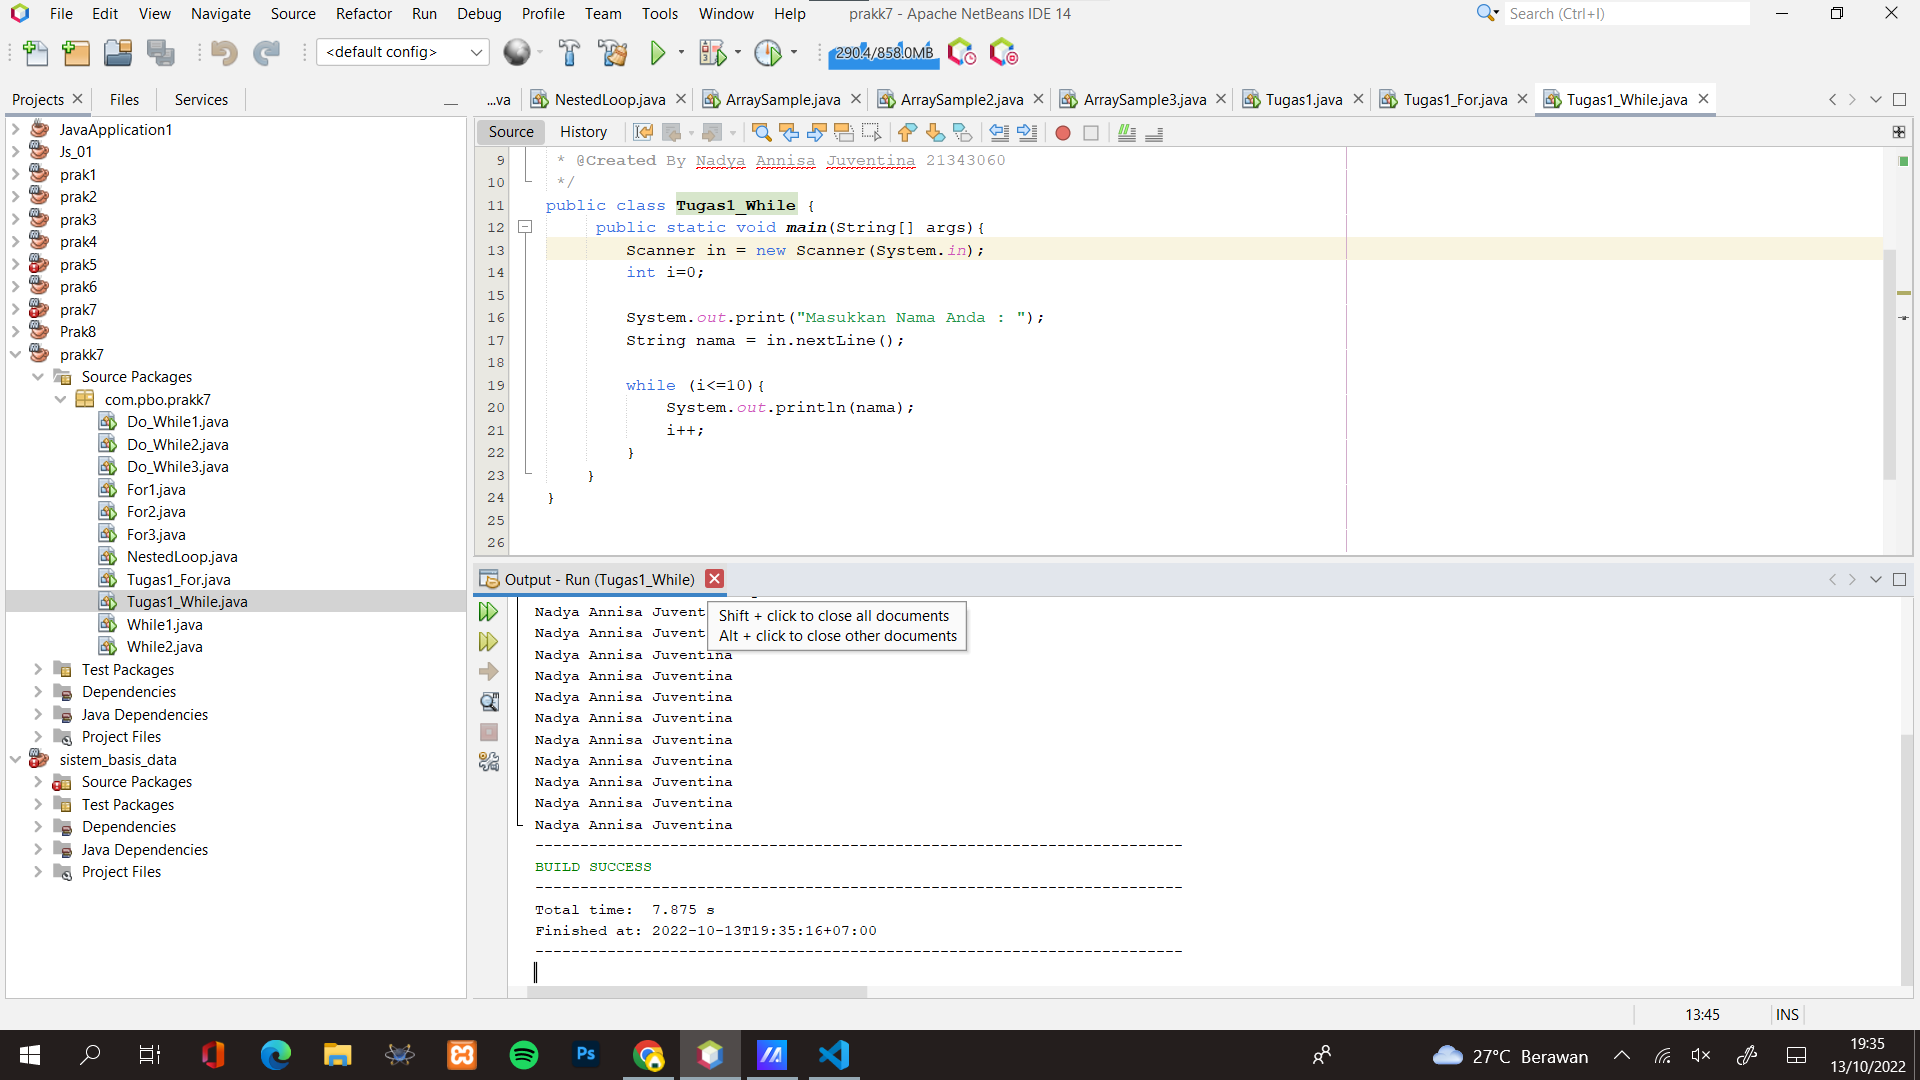 File Edit View Navigate Source Refactor Run Debug Profile Team Tools Window Help prakk7 - Apache NetBeans IDE 14 Search (Ctrl+I)
<default config> 290.4/858.0MB
Projects Files Services
...va NestedLoop.java ArraySample.java ArraySample2.java ArraySample3.java Tugas1.java Tugas1_For.java Tugas1_While.java
Source History
JavaApplication1
Js_01
prak1
prak2
prak3
prak4
prak5
prak6
prak7
Prak8
prakk7
Source Packages
com.pbo.prakk7
Do_While1.java
Do_While2.java
Do_While3.java
For1.java
For2.java
For3.java
NestedLoop.java
Tugas1_For.java
Tugas1_While.java
While1.java
While2.java
Test Packages
Dependencies
Java Dependencies
Project Files
sistem_basis_data
Source Packages
Test Packages
Dependencies
Java Dependencies
Project Files
9 * @Created By Nadya Annisa Juventina 21343060
10 */
11 public class Tugas1_While {
12 public static void main(String[] args){
13 Scanner in = new Scanner(System.in);
14 int i=0;
15
16 System.out.print("Masukkan Nama Anda : ");
17 String nama = in.nextLine();
18
19 while (i<=10){
20 System.out.println(nama);
21 i++;
22 }
23 }
24 }
25
26
Output - Run (Tugas1_While)
Shift + click to close all documents
Alt + click to close other documents
Nadya Annisa Juvent
Nadya Annisa Juvent
Nadya Annisa Juventina
Nadya Annisa Juventina
Nadya Annisa Juventina
Nadya Annisa Juventina
Nadya Annisa Juventina
Nadya Annisa Juventina
Nadya Annisa Juventina
Nadya Annisa Juventina
Nadya Annisa Juventina
------------------------------------------------------------------------
BUILD SUCCESS
------------------------------------------------------------------------
Total time: 7.875 s
Finished at: 2022-10-13T19:35:16+07:00
------------------------------------------------------------------------
13:45 INS
Ps
27°C Berawan
19:35
13/10/2022